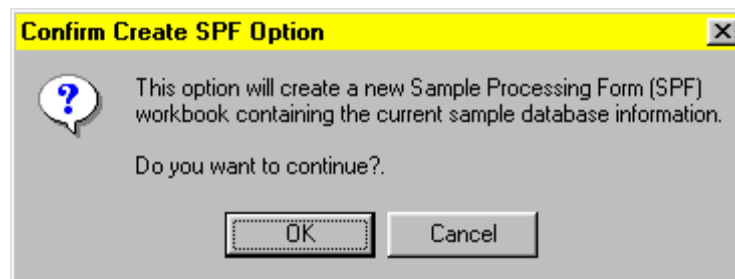 Confirm Create SPF Option
This option will create a new Sample Processing Form (SPF)
workbook containing the current sample database information.
Do you want to continue?.
OK
Cancel